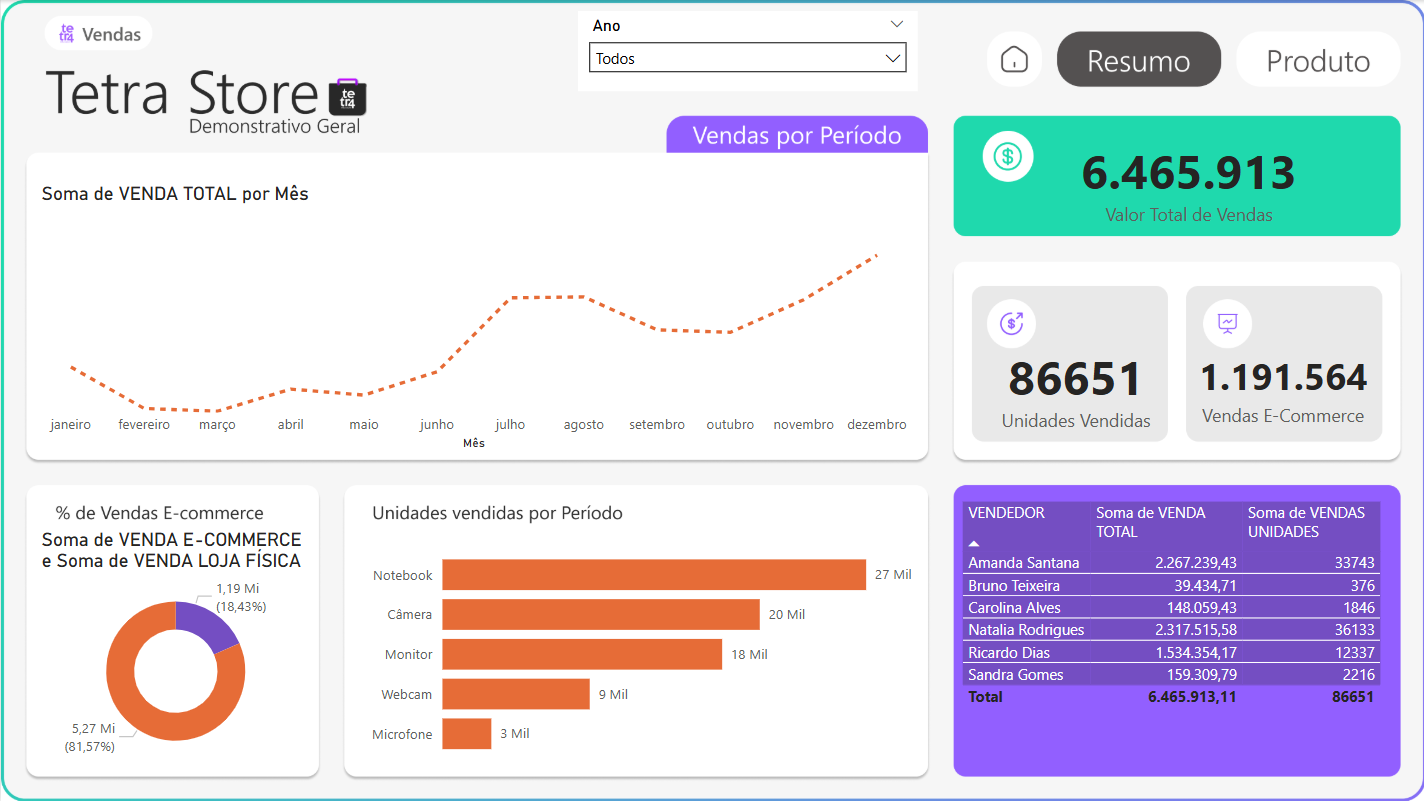 tetr4 Vendas
Tetra Store
tetr4
Demonstrativo Geral
Ano
Todos
Resumo
Produto
Vendas por Período
Soma de VENDA TOTAL por Mês
janeiro fevereiro março abril maio junho julho agosto setembro outubro novembro dezembro
Mês
$
6.465.913
Valor Total de Vendas
$
86651
Unidades Vendidas
1.191.564
Vendas E-Commerce
% de Vendas E-commerce
Soma de VENDA E-COMMERCE
e Soma de VENDA LOJA FÍSICA
1,19 Mi
(18,43%)
5,27 Mi
(81,57%)
Unidades vendidas por Período
Notebook 27 Mil
Câmera 20 Mil
Monitor 18 Mil
Webcam 9 Mil
Microfone 3 Mil
VENDEDOR Soma de VENDA TOTAL Soma de VENDAS UNIDADES
Amanda Santana 2.267.239,43 33743
Bruno Teixeira 39.434,71 376
Carolina Alves 148.059,43 1846
Natalia Rodrigues 2.317.515,58 36133
Ricardo Dias 1.534.354,17 12337
Sandra Gomes 159.309,79 2216
Total 6.465.913,11 86651